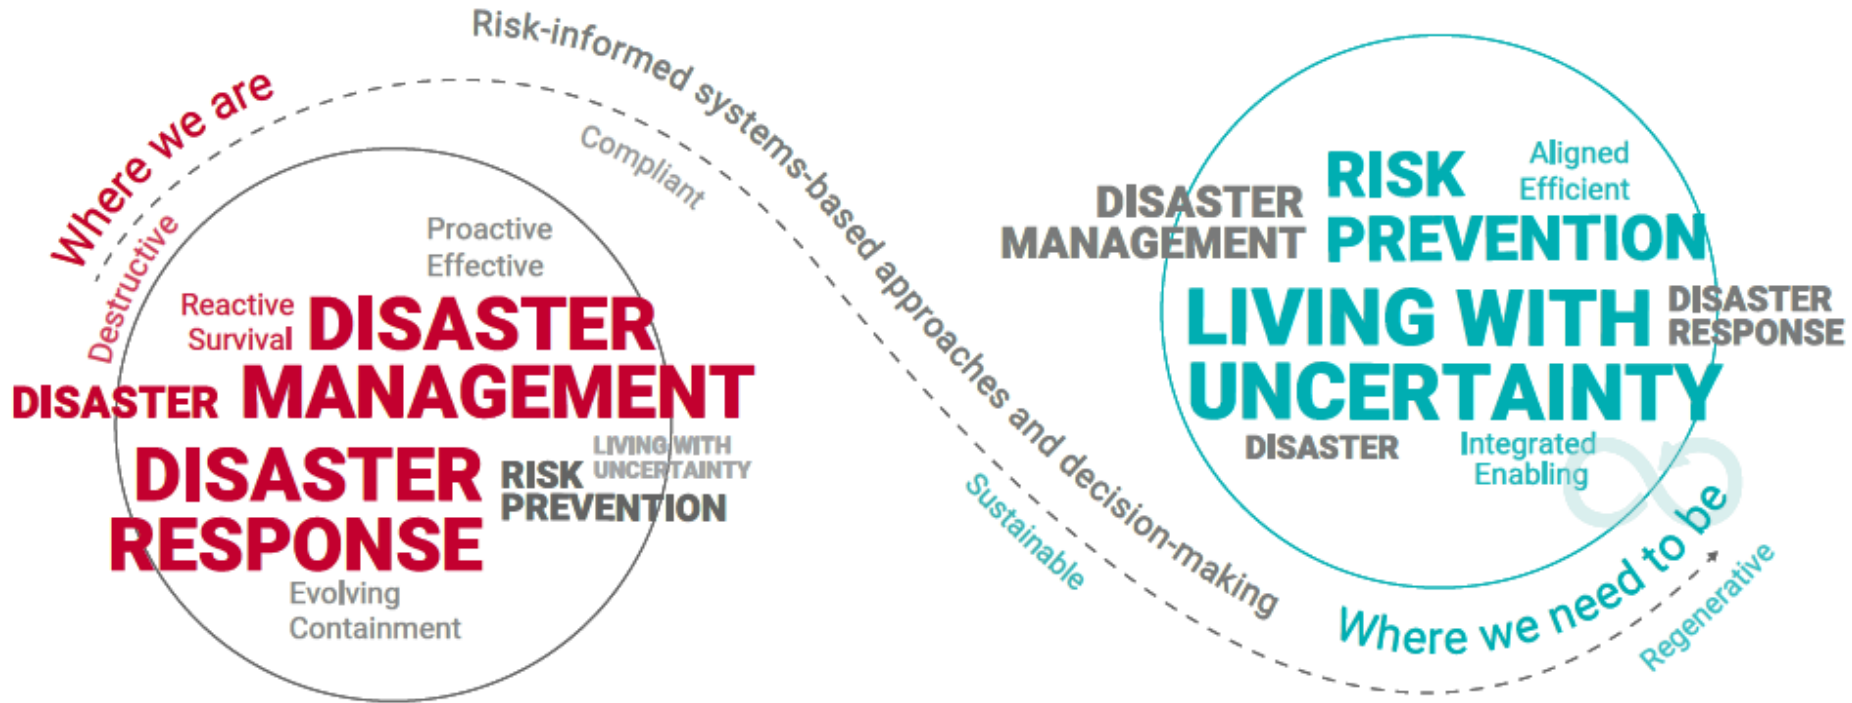 Where we are
Destructive
Proactive
Effective
Reactive
Survival
DISASTER
MANAGEMENT
DISASTER
DISASTER
RESPONSE
LIVING WITH
UNCERTAINTY
RISK
PREVENTION
Evolving
Containment
Risk-informed systems-based approaches and decision-making
Compliant
Sustainable
DISASTER
MANAGEMENT
RISK
PREVENTION
Aligned
Efficient
LIVING WITH
UNCERTAINTY
DISASTER
RESPONSE
DISASTER
Integrated
Enabling
Where we need to be
Regenerative